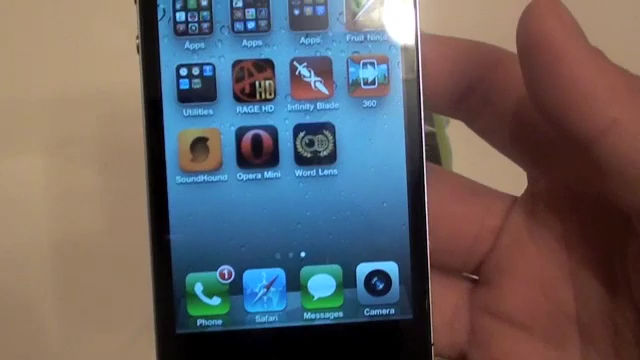 Apps Apps Apps Fruit Ninja
Utilities RAGE HD Infinity Blade 360
SoundHound Opera Mini Word Lens
1
Phone Safari Messages Camera